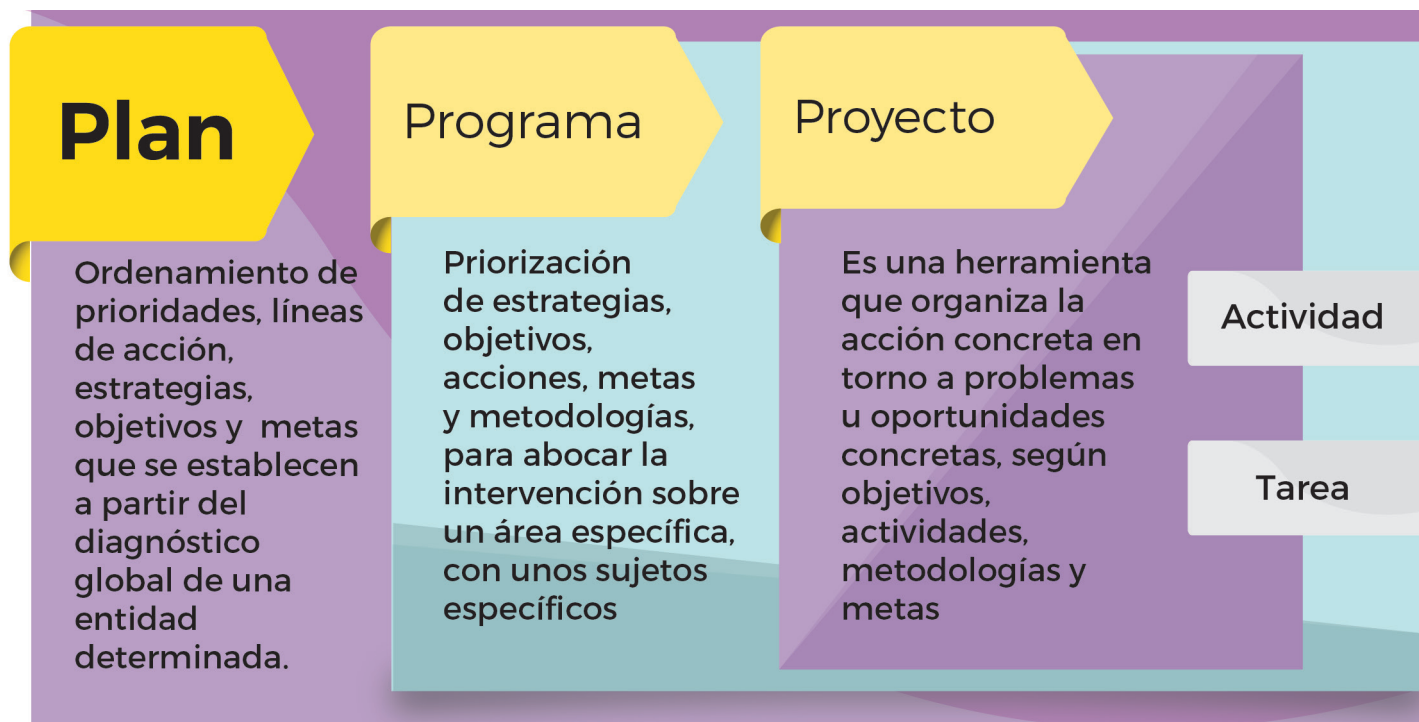 Plan
Ordenamiento de
prioridades, líneas
de acción,
estrategias,
objetivos y metas
que se establecen
a partir del
diagnóstico
global de una
entidad
determinada.
Programa
Priorización
de estrategias,
objetivos,
acciones, metas
y metodologías,
para abocar la
intervención sobre
un área específica,
con unos sujetos
específicos
Proyecto
Es una herramienta
que organiza la
acción concreta en
torno a problemas
u oportunidades
concretas, según
objetivos,
actividades,
metodologías y
metas
Actividad
Tarea